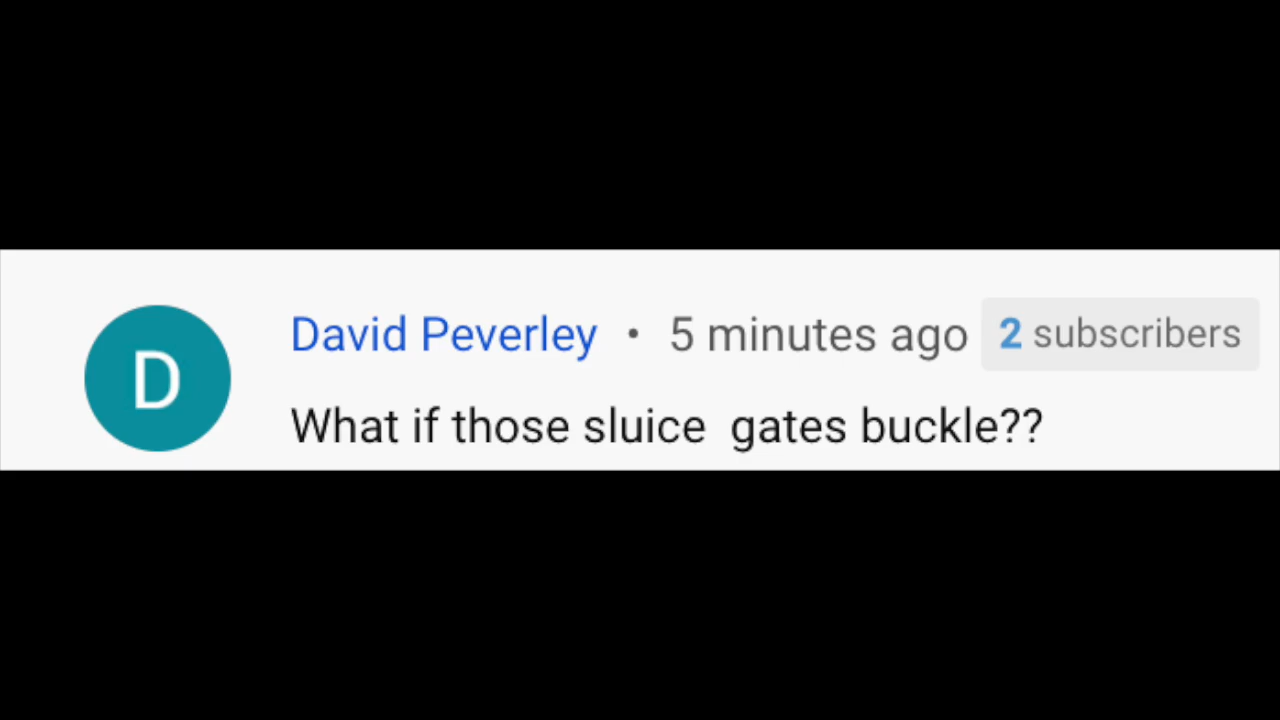 D
David Peverley • 5 minutes ago 2 subscribers
What if those sluice  gates buckle??